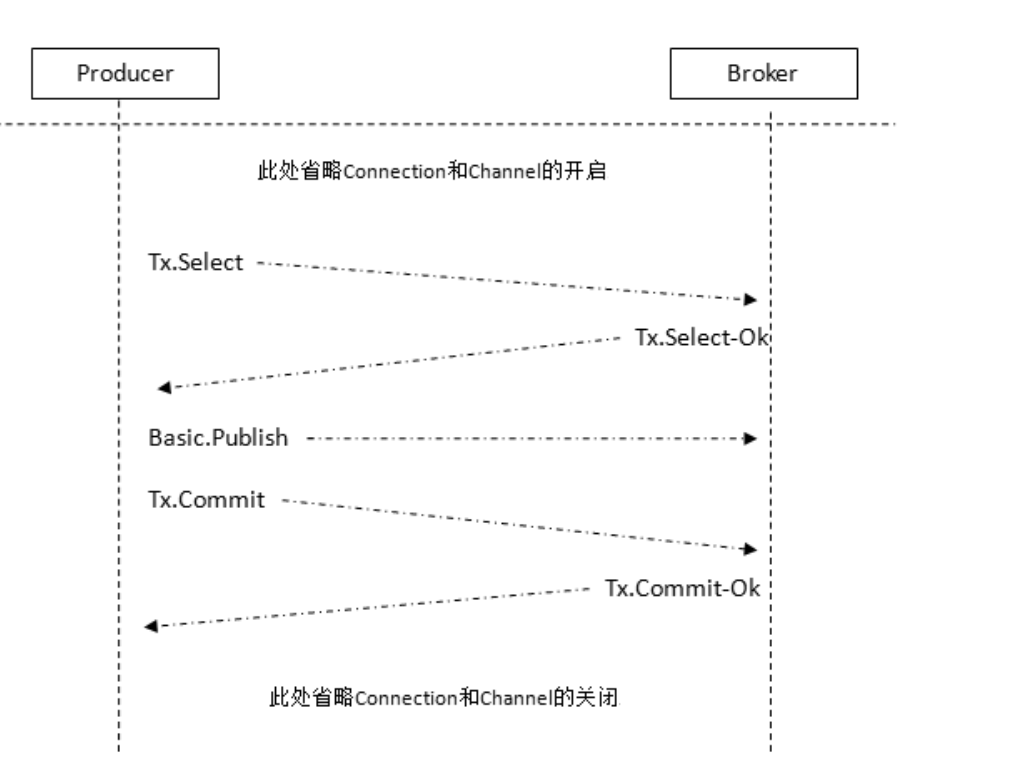 Producer
Broker
此处省略Connection和Channel的开启
Tx.Select
Tx.Select-Ok
Basic.Publish
Tx.Commit
Tx.Commit-Ok
此处省略Connection和Channel的关闭